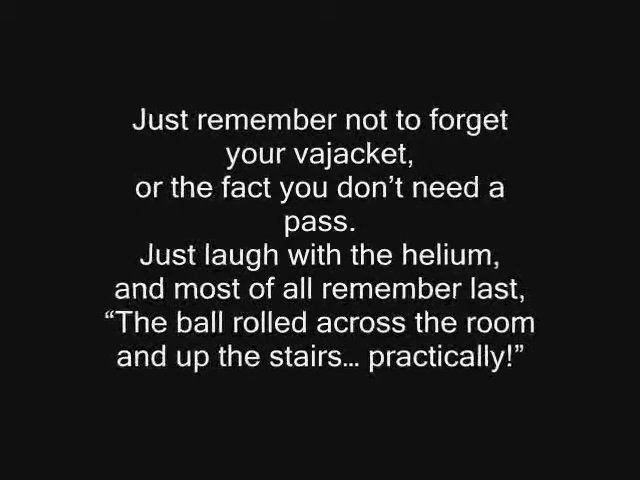 Just remember not to forget
your vajacket,
or the fact you don’t need a
pass.
Just laugh with the helium,
and most of all remember last,
“The ball rolled across the room
and up the stairs... practically!”